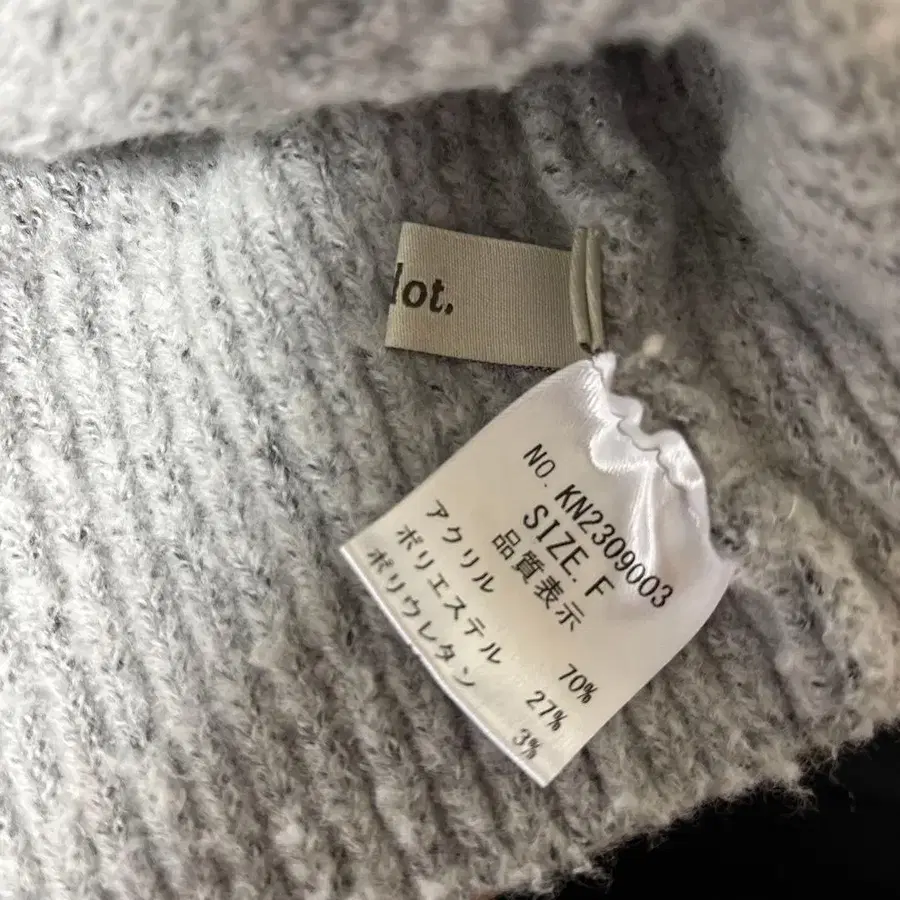 lot.
NO. KN2309003
SIZE. F
品質表示
アクリル 70%
ポリエステル 27%
ポリウレタン 3%